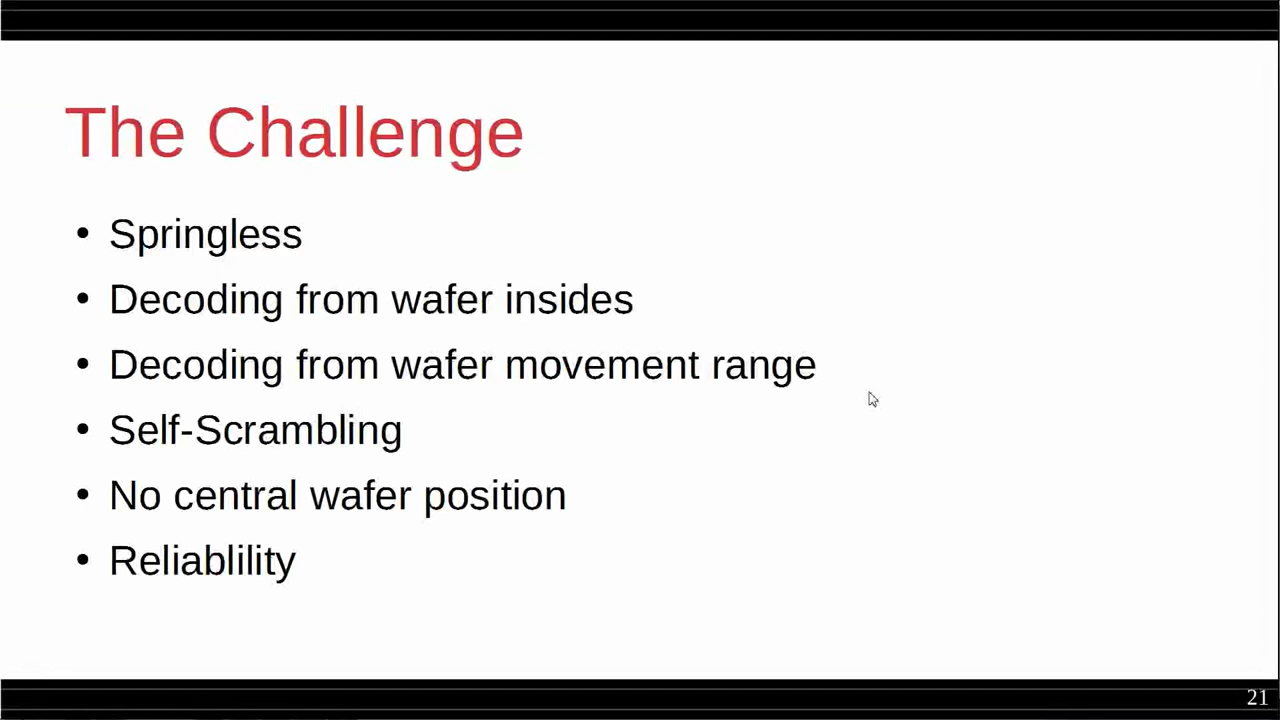 The Challenge
• Springless
• Decoding from wafer insides
• Decoding from wafer movement range
• Self-Scrambling
• No central wafer position
• Reliablility
21